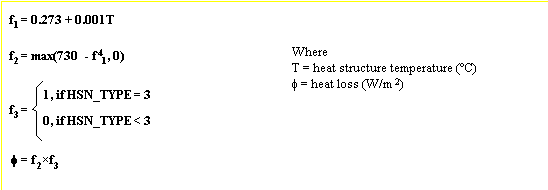 f₁ = 0.273 + 0.001T
f₂ = max(730 - f⁴₁, 0)
Where
T = heat structure temperature (°C)
ϕ = heat loss (W/m ²)
f₃ = { 1, if HSN_TYPE = 3
0, if HSN_TYPE < 3
ϕ = f₂×f₃